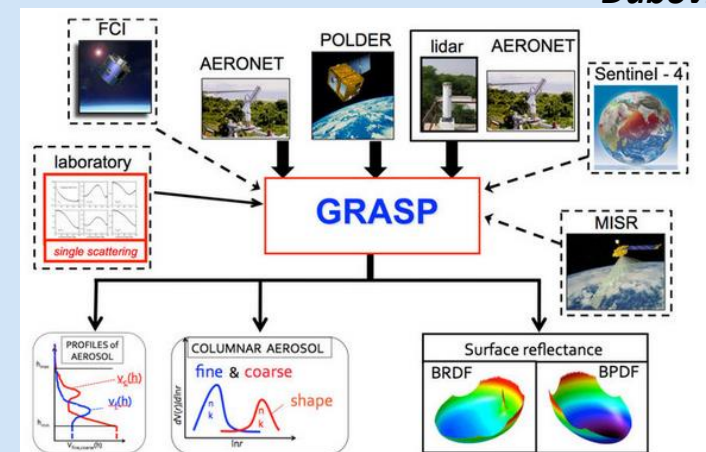 FCI
AERONET
POLDER
lidar AERONET
Sentinel - 4
laboratory
single scattering
GRASP
MISR
PROFILES of
AEROSOL
COLUMNAR AEROSOL
fine & coarse
shape
n
k
n
k
dV(r)/dlnr
lnr
Surface reflectance
BRDF
BPDF